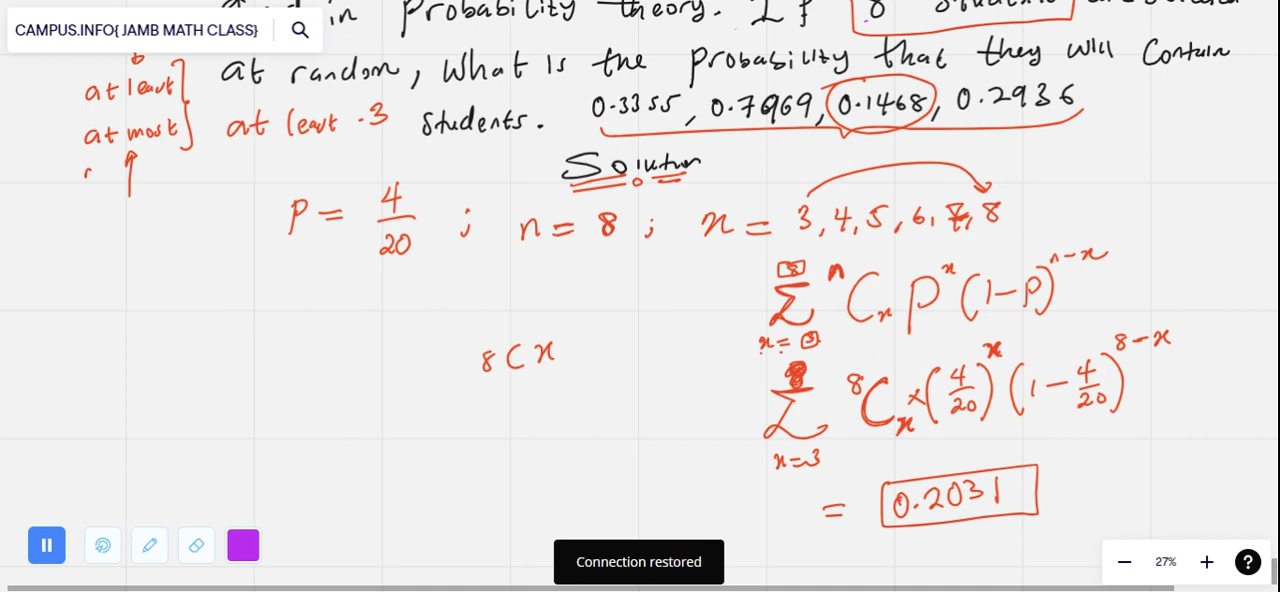 in probability theory. If 8 students are selected
CAMPUS.INFO{ JAMB MATH CLASS}
at random, What is the probability that they will contain
at least
at most
at least 3 students. 0.3355, 0.7969, 0.1468, 0.2936
Solution
P = 4/20 ; n = 8 ; x = 3, 4, 5, 6, 7, 8
8 Σ x = 3 nCx P^x (1-P)^n-x
8Cx
8 Σ x=3 8Cx × (4/20)^x (1 - 4/20)^8-x
= 0.2031
Connection restored
27%
?